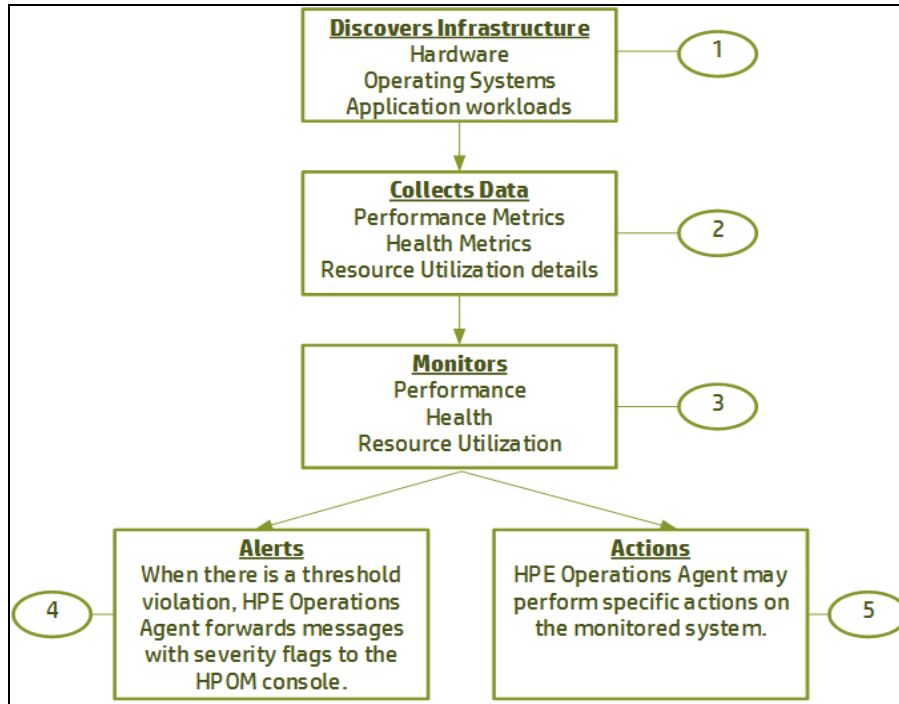 Discovers Infrastructure
Hardware
Operating Systems
Application workloads
1
Collects Data
Performance Metrics
Health Metrics
Resource Utilization details
2
Monitors
Performance
Health
Resource Utilization
3
Alerts
When there is a threshold
violation, HPE Operations
Agent forwards messages
with severity flags to the
HPOM console.
4
Actions
HPE Operations Agent may
perform specific actions on
the monitored system.
5